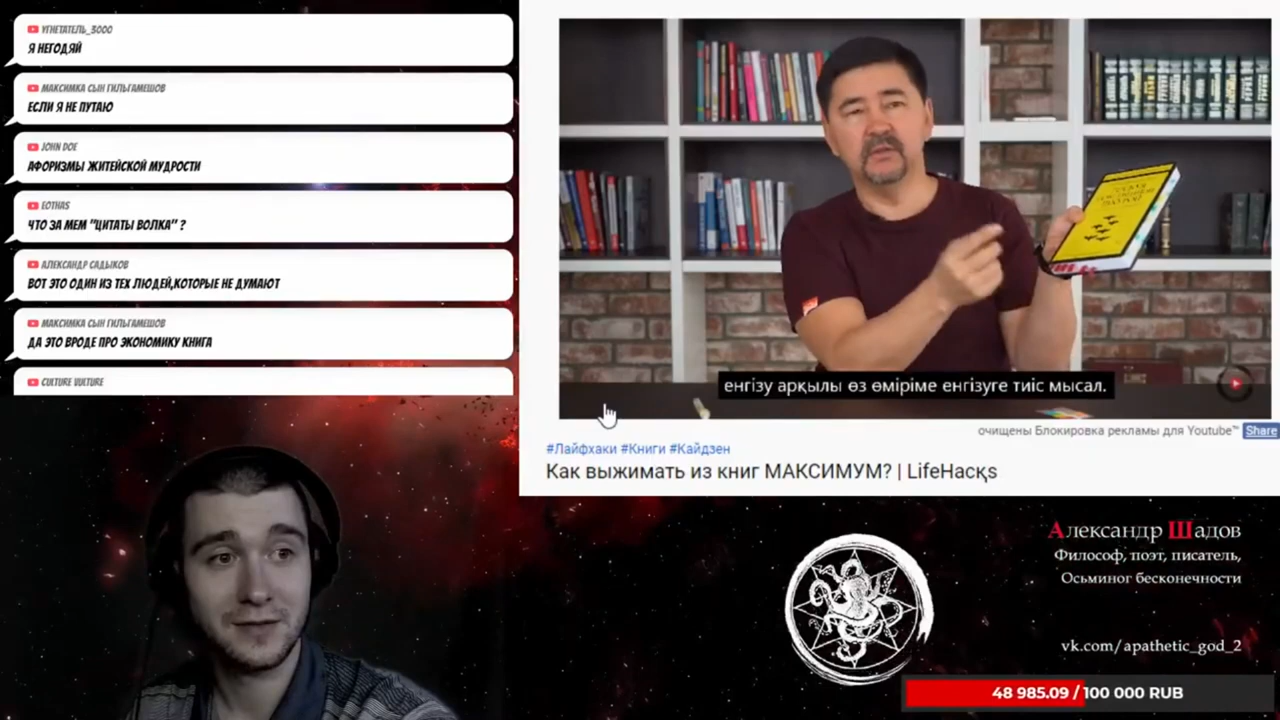 УГНЕТАТЕЛЬ_3000
Я НЕГОДЯЙ
МАКСИМКА СЫН ГИЛЬГАМЕШОВ
ЕСЛИ Я НЕ ПУТАЮ
JOHN DOE
АФОРИЗМЫ ЖИТЕЙСКОЙ МУДРОСТИ
EOTHAS
ЧТО ЗА МЕМ "ЦИТАТЫ ВОЛКА" ?
АЛЕКСАНДР САДЫКОВ
ВОТ ЭТО ОДИН ИЗ ТЕХ ЛЮДЕЙ,КОТОРЫЕ НЕ ДУМАЮТ
МАКСИМКА СЫН ГИЛЬГАМЕШОВ
ДА ЭТО ВРОДЕ ПРО ЭКОНОМИКУ КНИГА
CULTURE VULTURE
енгізу арқылы өз өміріме енгізуге тиіс мысал.
очищены Блокировка рекламы для Youtube™ Share
#Лайфхаки #Книги #Кайдзен
Как выжимать из книг МАКСИМУМ? | LifeHacқs
Александр Шадов
Философ, поэт, писатель,
Осьминог бесконечности
vk.com/apathetic_god_2
48 985.09 / 100 000 RUB